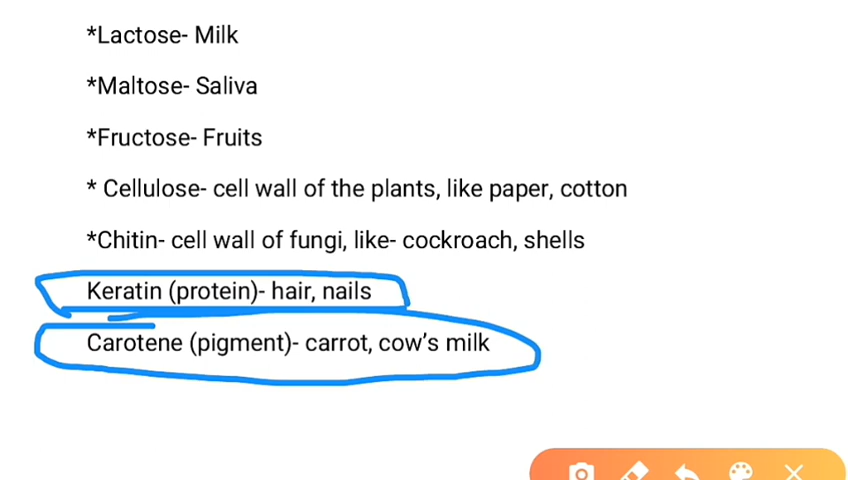 *Lactose- Milk
*Maltose- Saliva
*Fructose- Fruits
* Cellulose- cell wall of the plants, like paper, cotton
*Chitin- cell wall of fungi, like- cockroach, shells
Keratin (protein)- hair, nails
Carotene (pigment)- carrot, cow’s milk